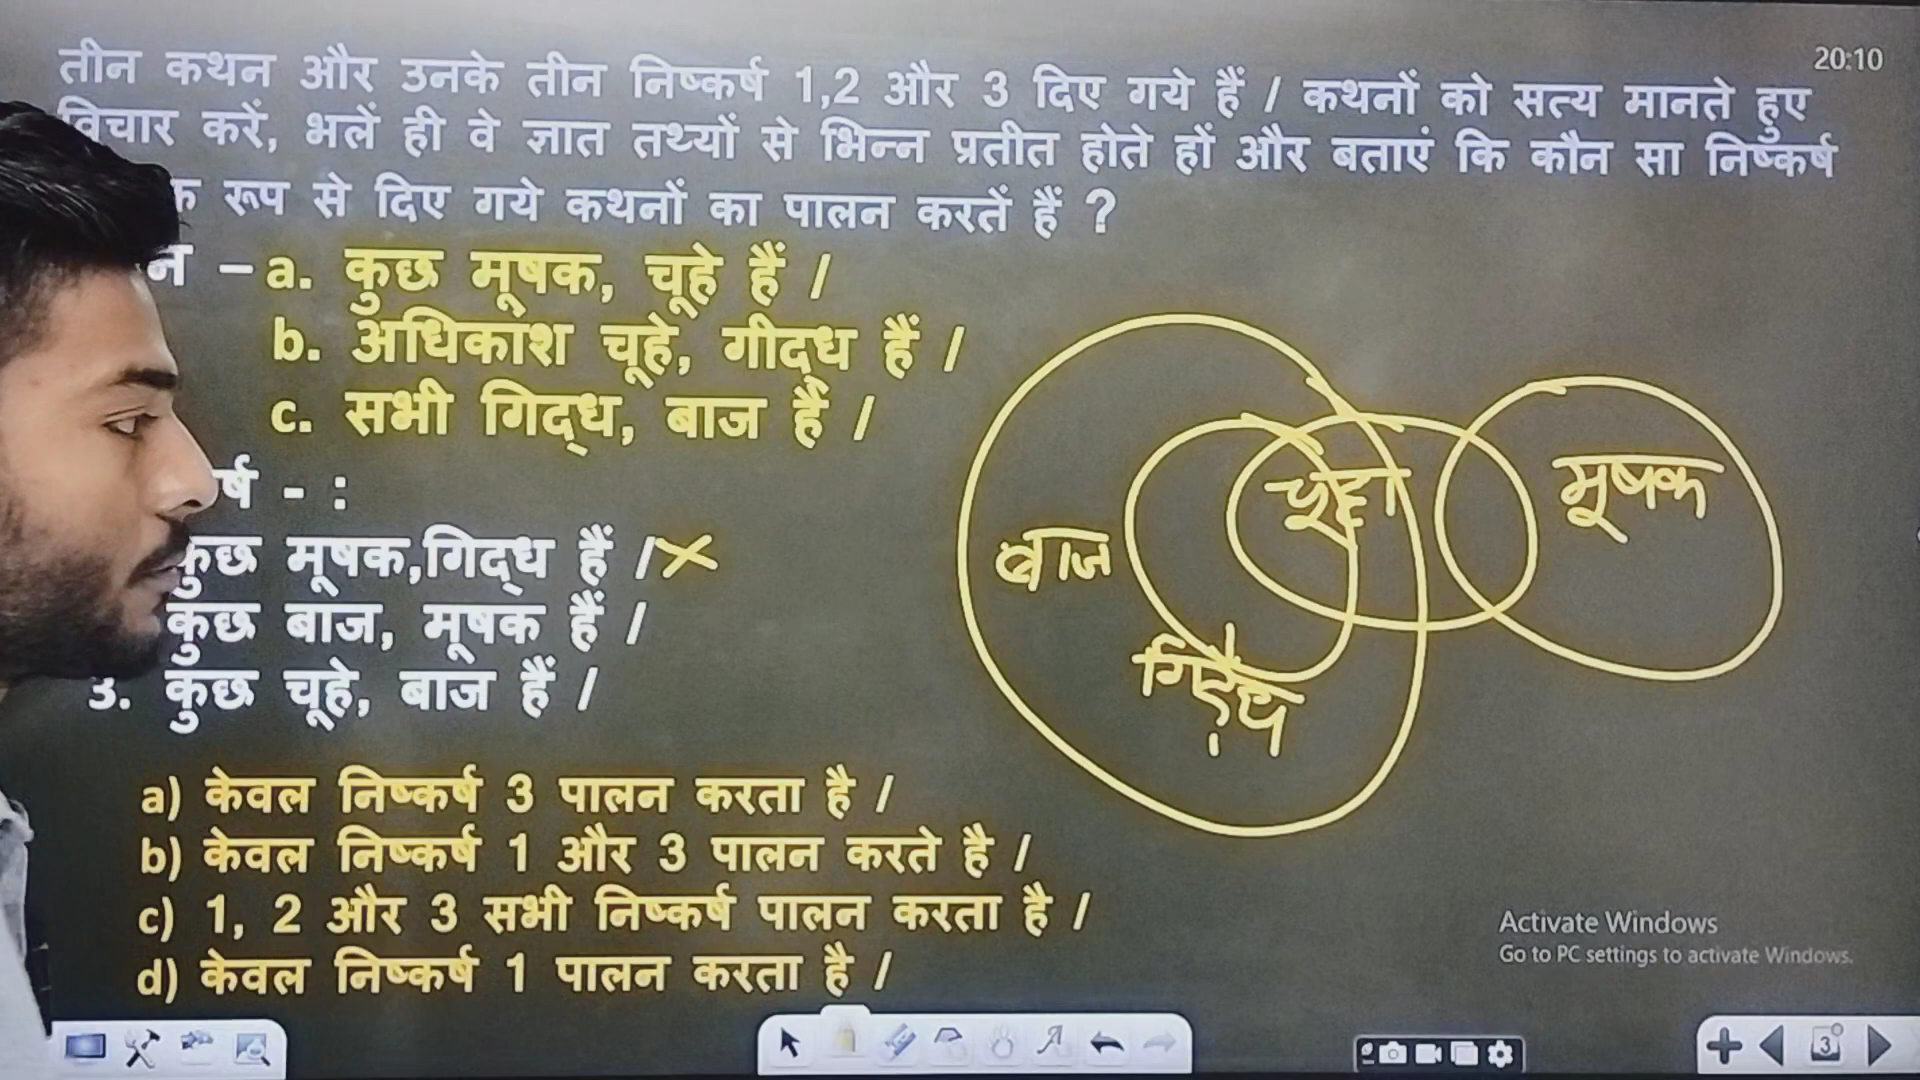 20:10
तीन कथन और उनके तीन निष्कर्ष 1,2 और 3 दिए गये हैं / कथनों को सत्य मानते हुए
विचार करें, भलें ही वे ज्ञात तथ्यों से भिन्न प्रतीत होते हों और बताएं कि कौन सा निष्कर्ष
रूप से दिए गये कथनों का पालन करतें हैं ?
– a. कुछ मूषक, चूहे हैं /
b. अधिकांश चूहे, गीद्ध हैं /
c. सभी गिद्ध, बाज हैं /
र्ष - :
कुछ मूषक,गिद्ध हैं / ×
कुछ बाज, मूषक हैं /
3. कुछ चूहे, बाज हैं /
चूहा
मूषक
बाज
गिद्ध
a) केवल निष्कर्ष 3 पालन करता है /
b) केवल निष्कर्ष 1 और 3 पालन करते है /
c) 1, 2 और 3 सभी निष्कर्ष पालन करता है /
d) केवल निष्कर्ष 1 पालन करता है /
Activate Windows
Go to PC settings to activate Windows.
3